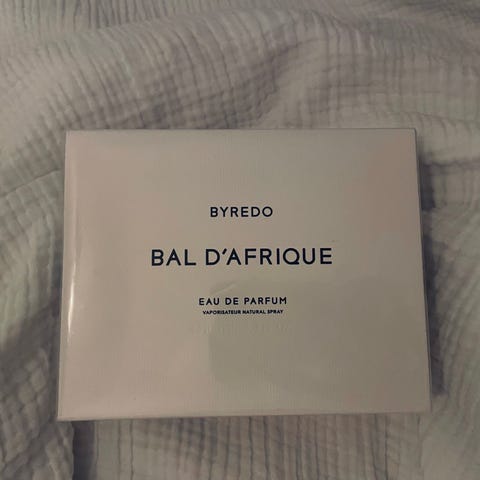 BYREDO
BAL D'AFRIQUE
EAU DE PARFUM
VAPORISATEUR NATURAL SPRAY